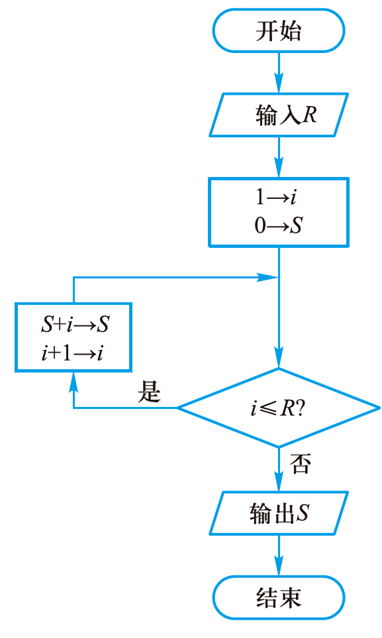 开始
输入R
1→i
0→S
S+i→S
i+1→i
是
i≤R?
否
输出S
结束